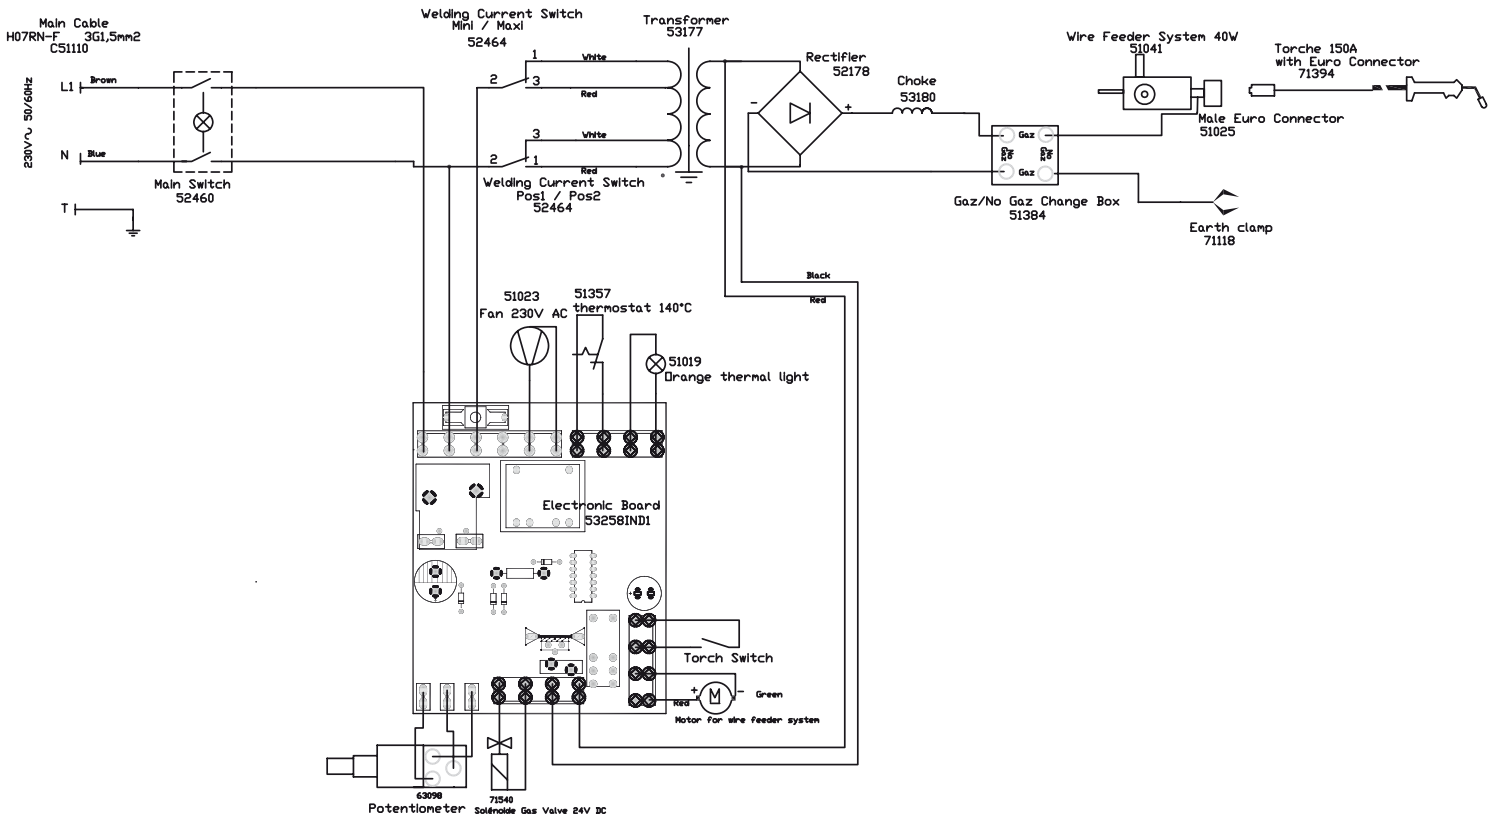 Main Cable
H07RN-F 3G1,5mm2
C51110
230V∿ 50/60Hz
L1
Brown
N
Blue
T
Main Switch
52460
Welding Current Switch
Mini / Maxi
52464
1
White
2
3
Red
3
White
2
1
Red
Welding Current Switch
Pos1 / Pos2
52464
Transformer
53177
Rectifier
52178
-
+
Choke
53180
Gaz
No Gaz
No Gaz
Gaz
Gaz/No Gaz Change Box
51384
Wire Feeder System 40W
51041
Male Euro Connector
51025
Torche 150A
with Euro Connector
71394
Earth clamp
71118
Black
Red
51023
Fan 230V AC
51357
thermostat 140°C
51019
Orange thermal light
Electronic Board
53258IND1
+
Torch Switch
+
M
-
Green
Red
Motor for wire feeder system
63098
Potentiometer
71540
Solénoide Gas Valve 24V DC